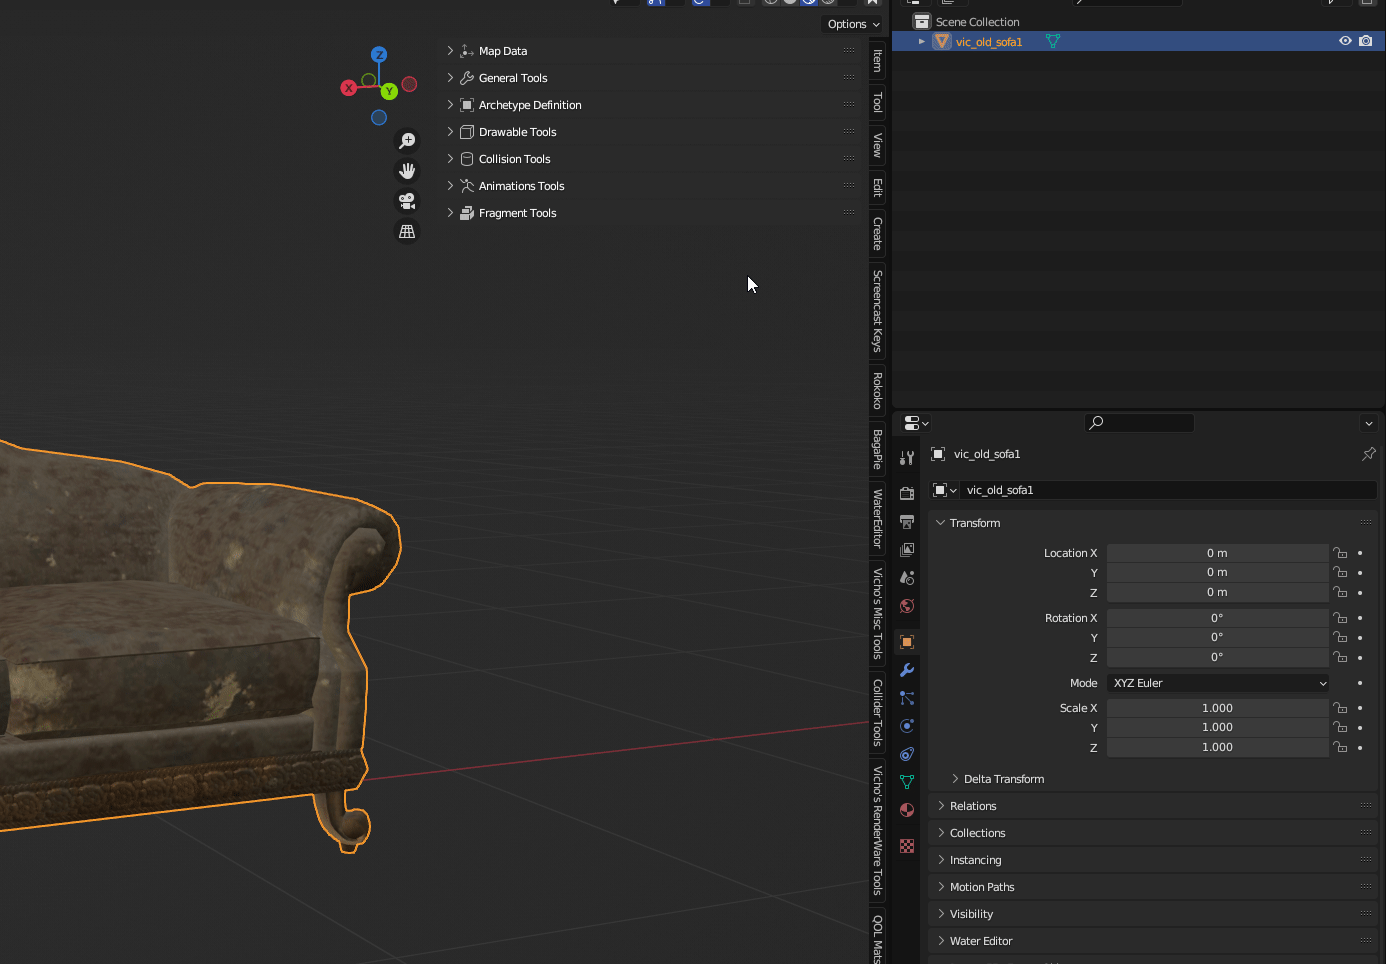 Options
Z
X
Y
Map Data
General Tools
Archetype Definition
Drawable Tools
Collision Tools
Animations Tools
Fragment Tools
Item
Tool
View
Edit
Create
Screencast Keys
Rokoko
BagaPie
WaterEditor
Vicho's Misc Tools
Collider Tools
Vicho's RenderWare Tools
QOL Mats
Scene Collection
vic_old_sofa1
vic_old_sofa1
vic_old_sofa1
Transform
Location X 0 m
Y 0 m
Z 0 m
Rotation X 0°
Y 0°
Z 0°
Mode XYZ Euler
Scale X 1.000
Y 1.000
Z 1.000
Delta Transform
Relations
Collections
Instancing
Motion Paths
Visibility
Water Editor